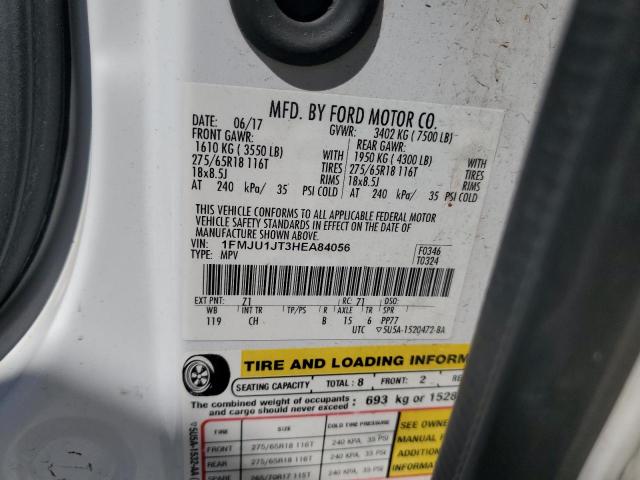 MFD. BY FORD MOTOR CO.
DATE: 06/17 GVWR: 3402 KG (7500 LB)
FRONT GAWR: REAR GAWR:
1610 KG ( 3550 LB) WITH 1950 KG ( 4300 LB) WITH
275/65R18 116T TIRES 275/65R18 116T TIRES
18x8.5J RIMS 18x8.5J RIMS
AT 240 kPa/ 35 PSI COLD AT 240 kPa/ 35 PSI COLD
THIS VEHICLE CONFORMS TO ALL APPLICABLE FEDERAL MOTOR
VEHICLE SAFETY STANDARDS IN EFFECT ON THE DATE OF
MANUFACTURE SHOWN ABOVE.
VIN: 1FMJU1JT3HEA84056 F0346
TYPE: MPV T0324
EXT PNT: Z1 RC: 71 DSO:
WB INT TR TP/PS R AXLE TR SPR
119 CH B 15 6 PP77
UTC 5U5A-1520472-BA
TIRE AND LOADING INFORM
SEATING CAPACITY TOTAL: 8 FRONT: 2 RE
The combined weight of occupants and cargo should never exceed: 693 kg or 1528
TIRE SIZE COLD TIRE PRESSURE SEE OWNE
FRONT 275/65R18 116T 240 KPA, 35 PSI MANUAL
REAR 275/65R18 116T 240 KPA, 35 PSI ADDITION
INFORMA